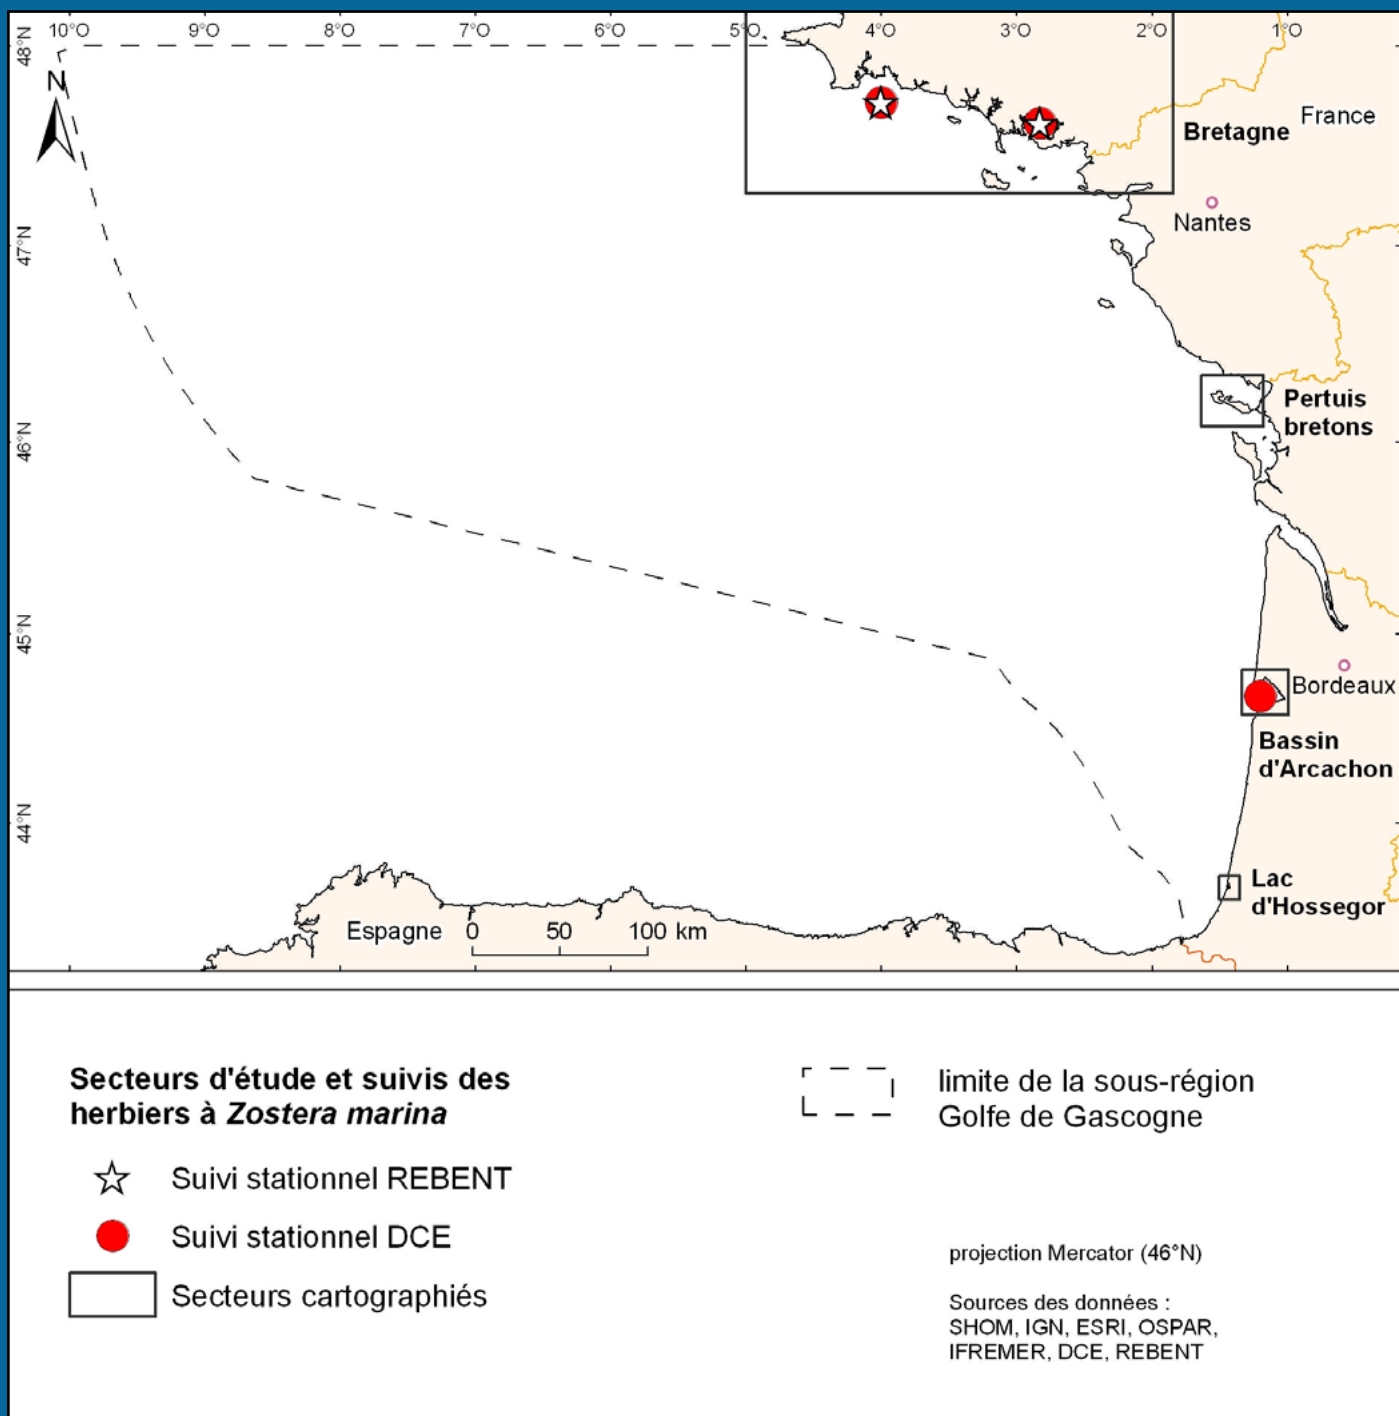 10°O 9°O 8°O 7°O 6°O 5°O 4°O 3°O 2°O 1°O
48°N
N
France
Bretagne
Nantes
47°N
Pertuis
bretons
46°N
45°N
Bordeaux
Bassin
d'Arcachon
44°N
Lac
d'Hossegor
Espagne 0 50 100 km
Secteurs d'étude et suivis des
herbiers à Zostera marina
Suivi stationnel REBENT
Suivi stationnel DCE
Secteurs cartographiés
limite de la sous-région
Golfe de Gascogne
projection Mercator (46°N)
Sources des données :
SHOM, IGN, ESRI, OSPAR,
IFREMER, DCE, REBENT